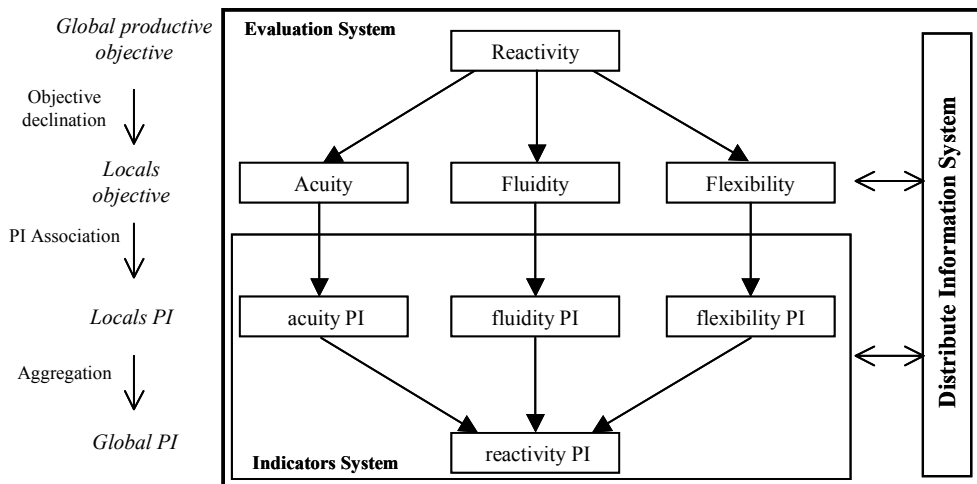 Global productive
objective
Objective
declination
Locals
objective
PI Association
Locals PI
Aggregation
Global PI
Evaluation System
Reactivity
Acuity
Fluidity
Flexibility
acuity PI
fluidity PI
flexibility PI
reactivity PI
Indicators System
Distribute Information System